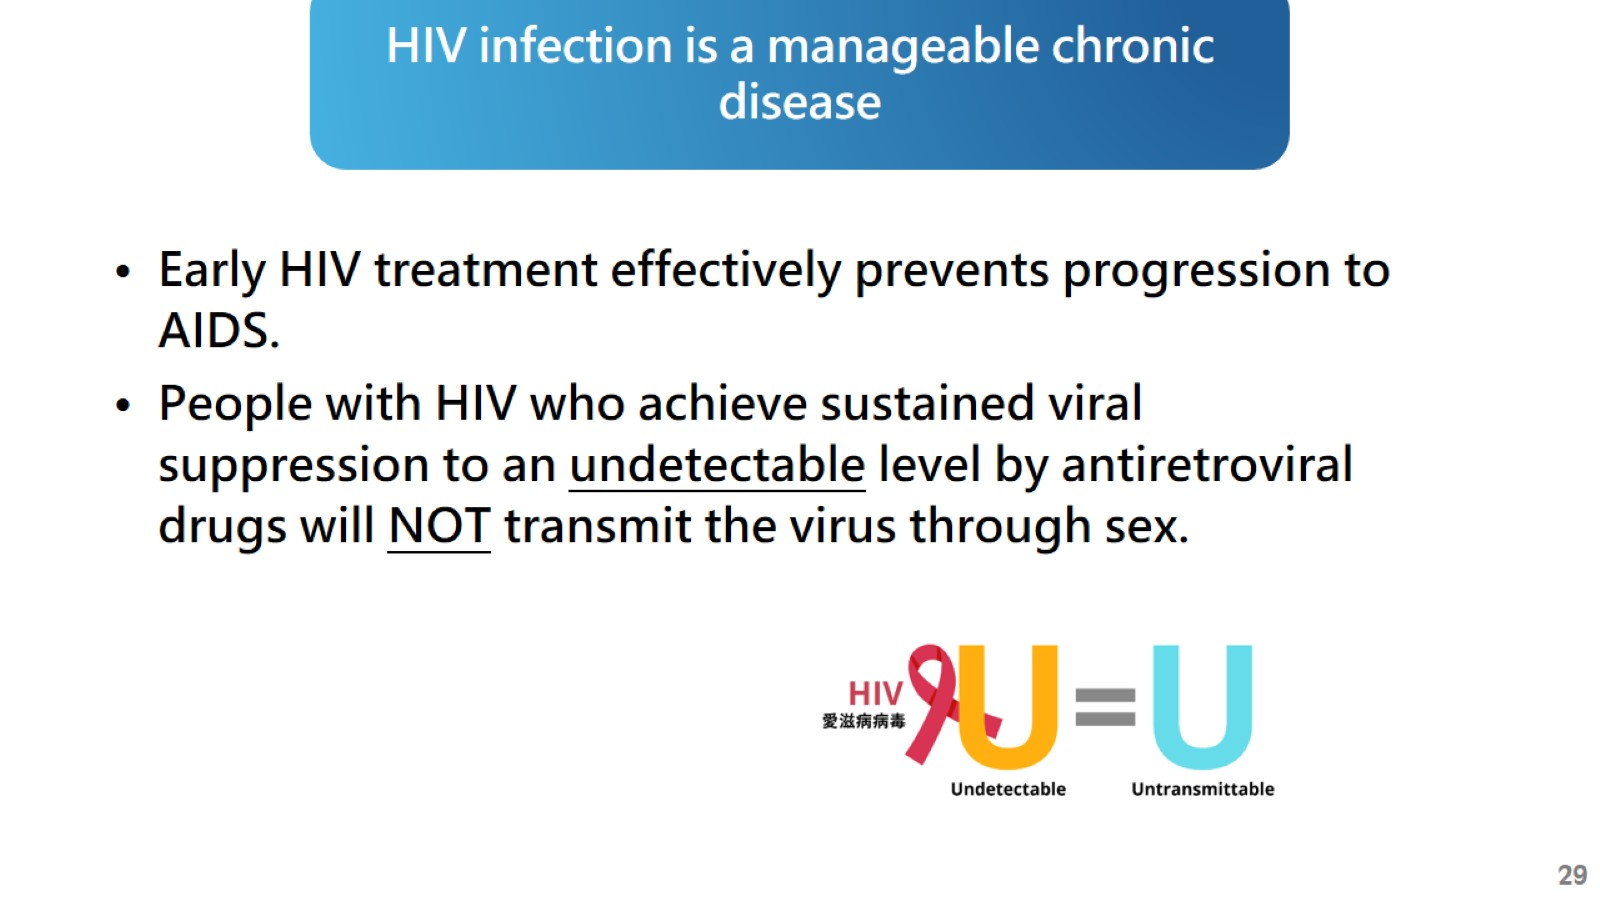 HIV infection is a manageable chronic
disease
• Early HIV treatment effectively prevents progression to
AIDS.
• People with HIV who achieve sustained viral
suppression to an undetectable level by antiretroviral
drugs will NOT transmit the virus through sex.
HIV
愛滋病病毒
U=U
Undetectable Untransmittable
29